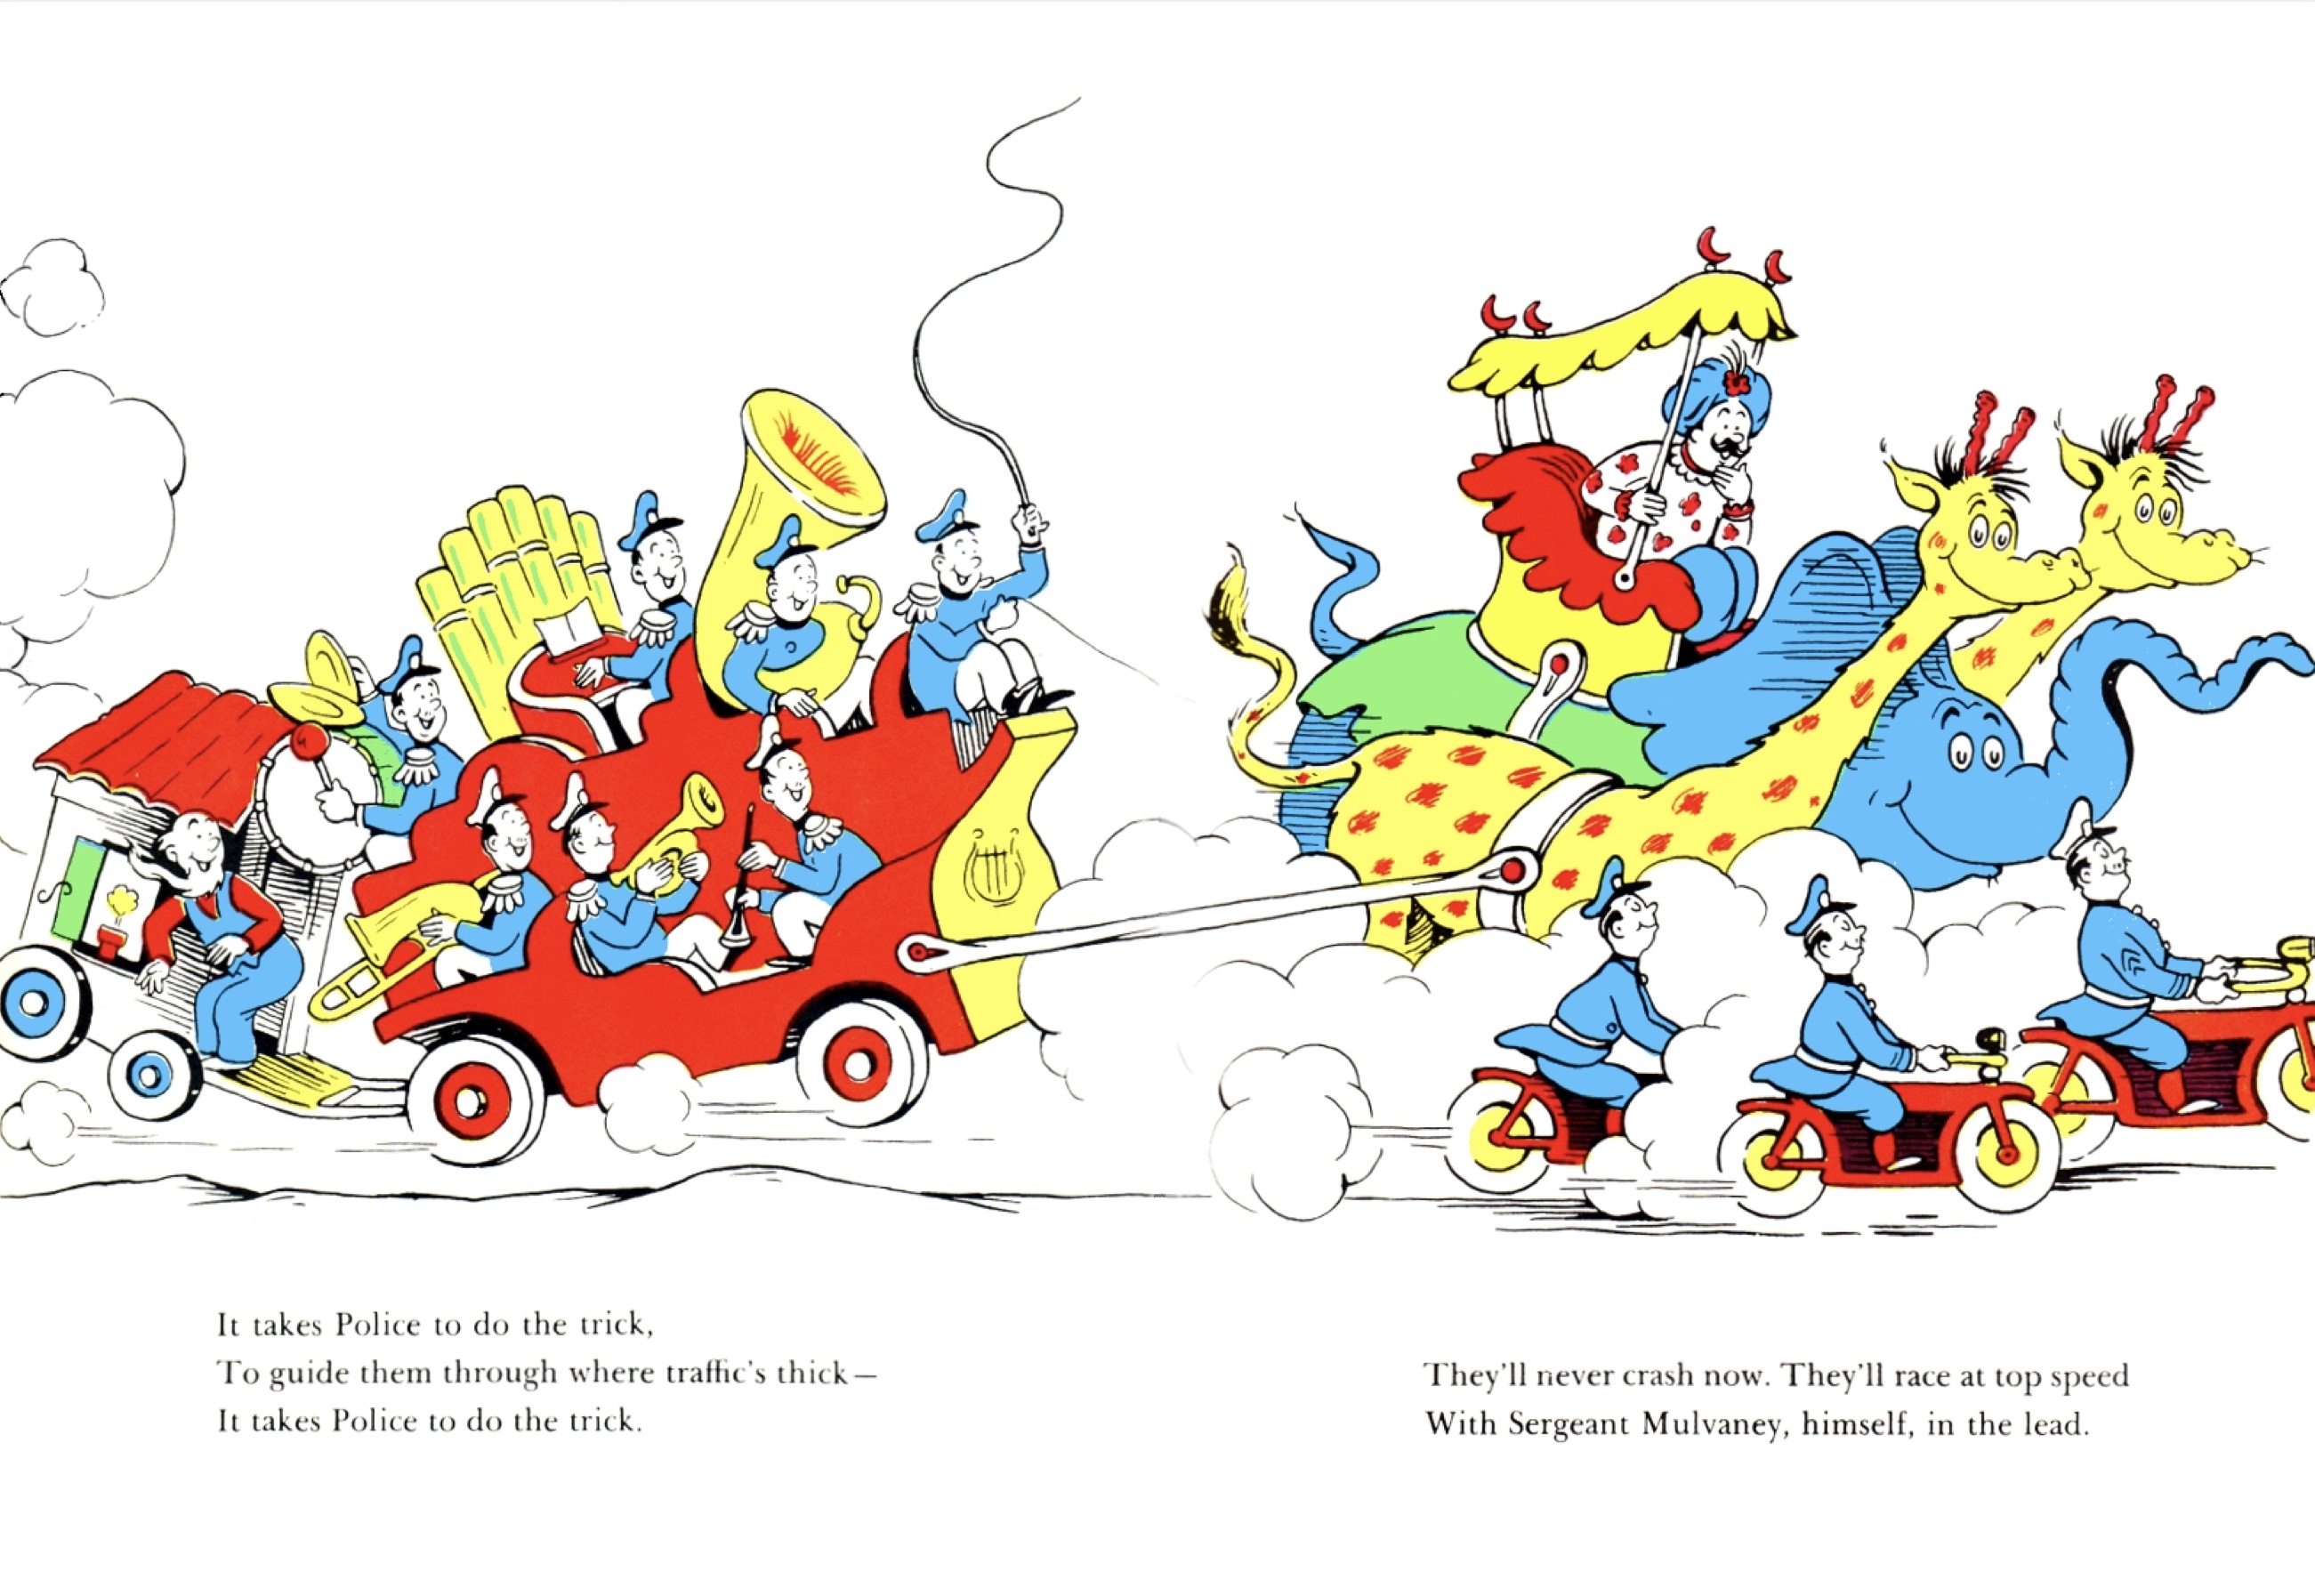 It takes Police to do the trick,
To guide them through where traffic's thick—
It takes Police to do the trick.
They'll never crash now. They'll race at top speed
With Sergeant Mulvaney, himself, in the lead.